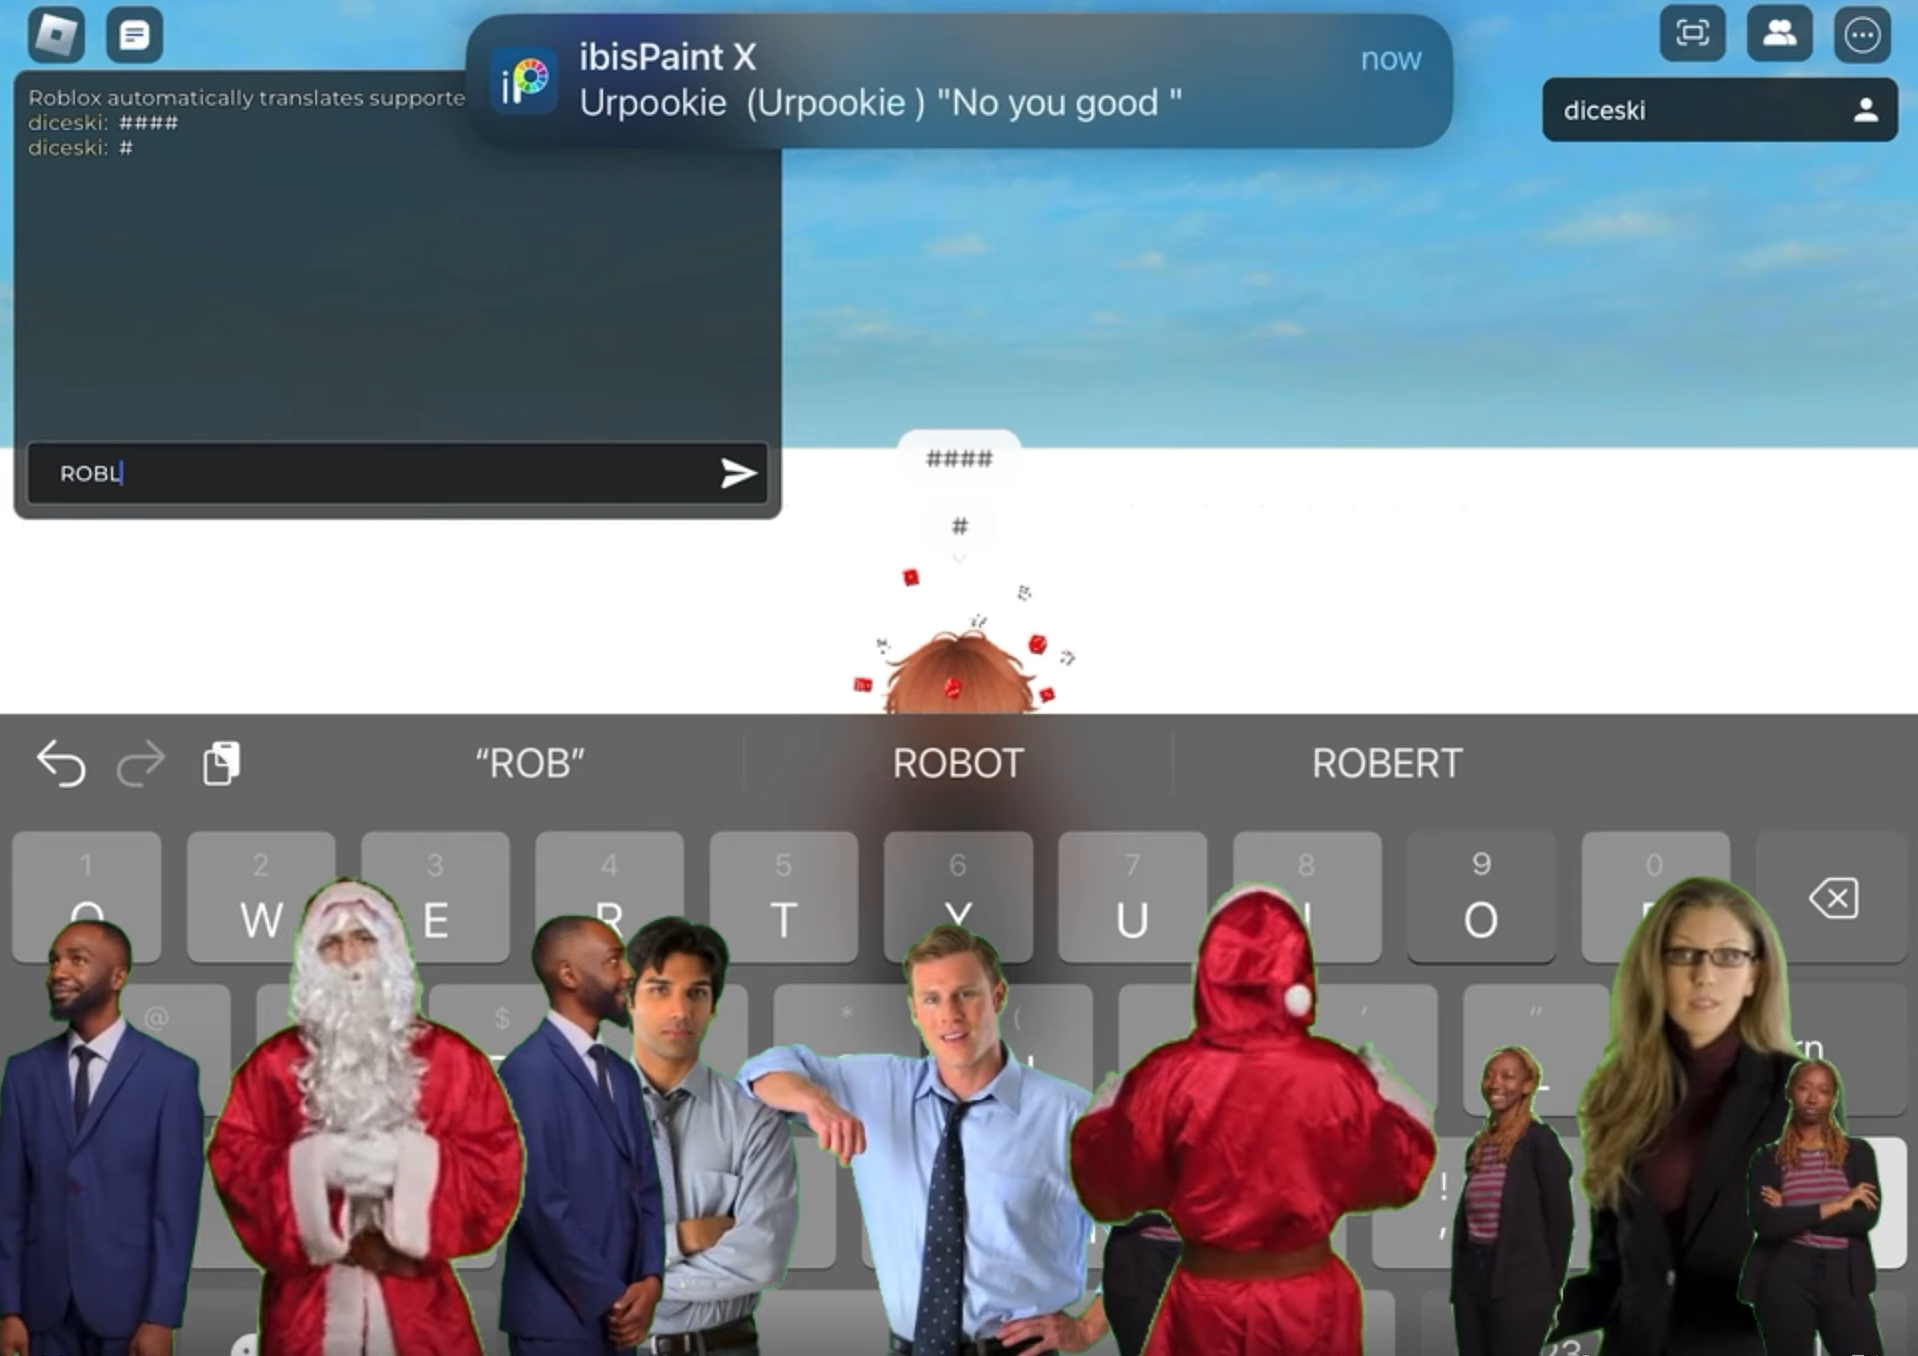 ibisPaint X
now
Urpookie (Urpookie ) "No you good "
Roblox automatically translates supporte
diceski: ####
diceski: #
diceski
ROBL
####
#
“ROB”
ROBOT
ROBERT
1 2 3 4 5 6 7 8 9 0
W E R T Y U O
@ $ * ( ' "
rn
! ,